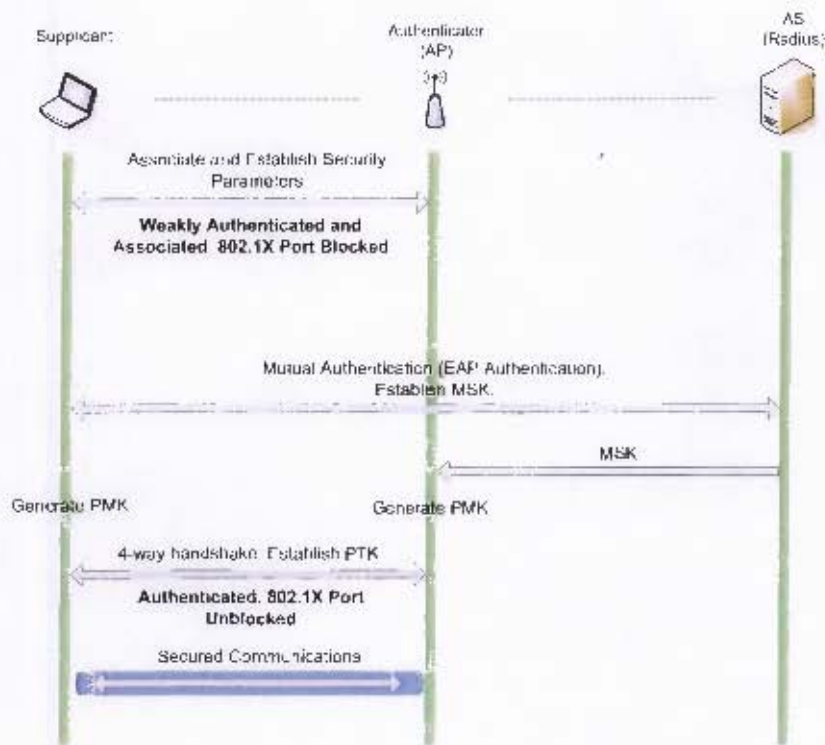 Supplicant
Authenticator
(AP)
AS
(Radius)
Associate and Establish Security
Parameters
Weakly Authenticated and
Associated. 802.1X Port Blocked
Mutual Authentication (EAP Authentication).
Establish MSK.
MSK
Generate PMK
Generate PMK
4-way handshake. Establish PTK
Authenticated. 802.1X Port
Unblocked
Secured Communications